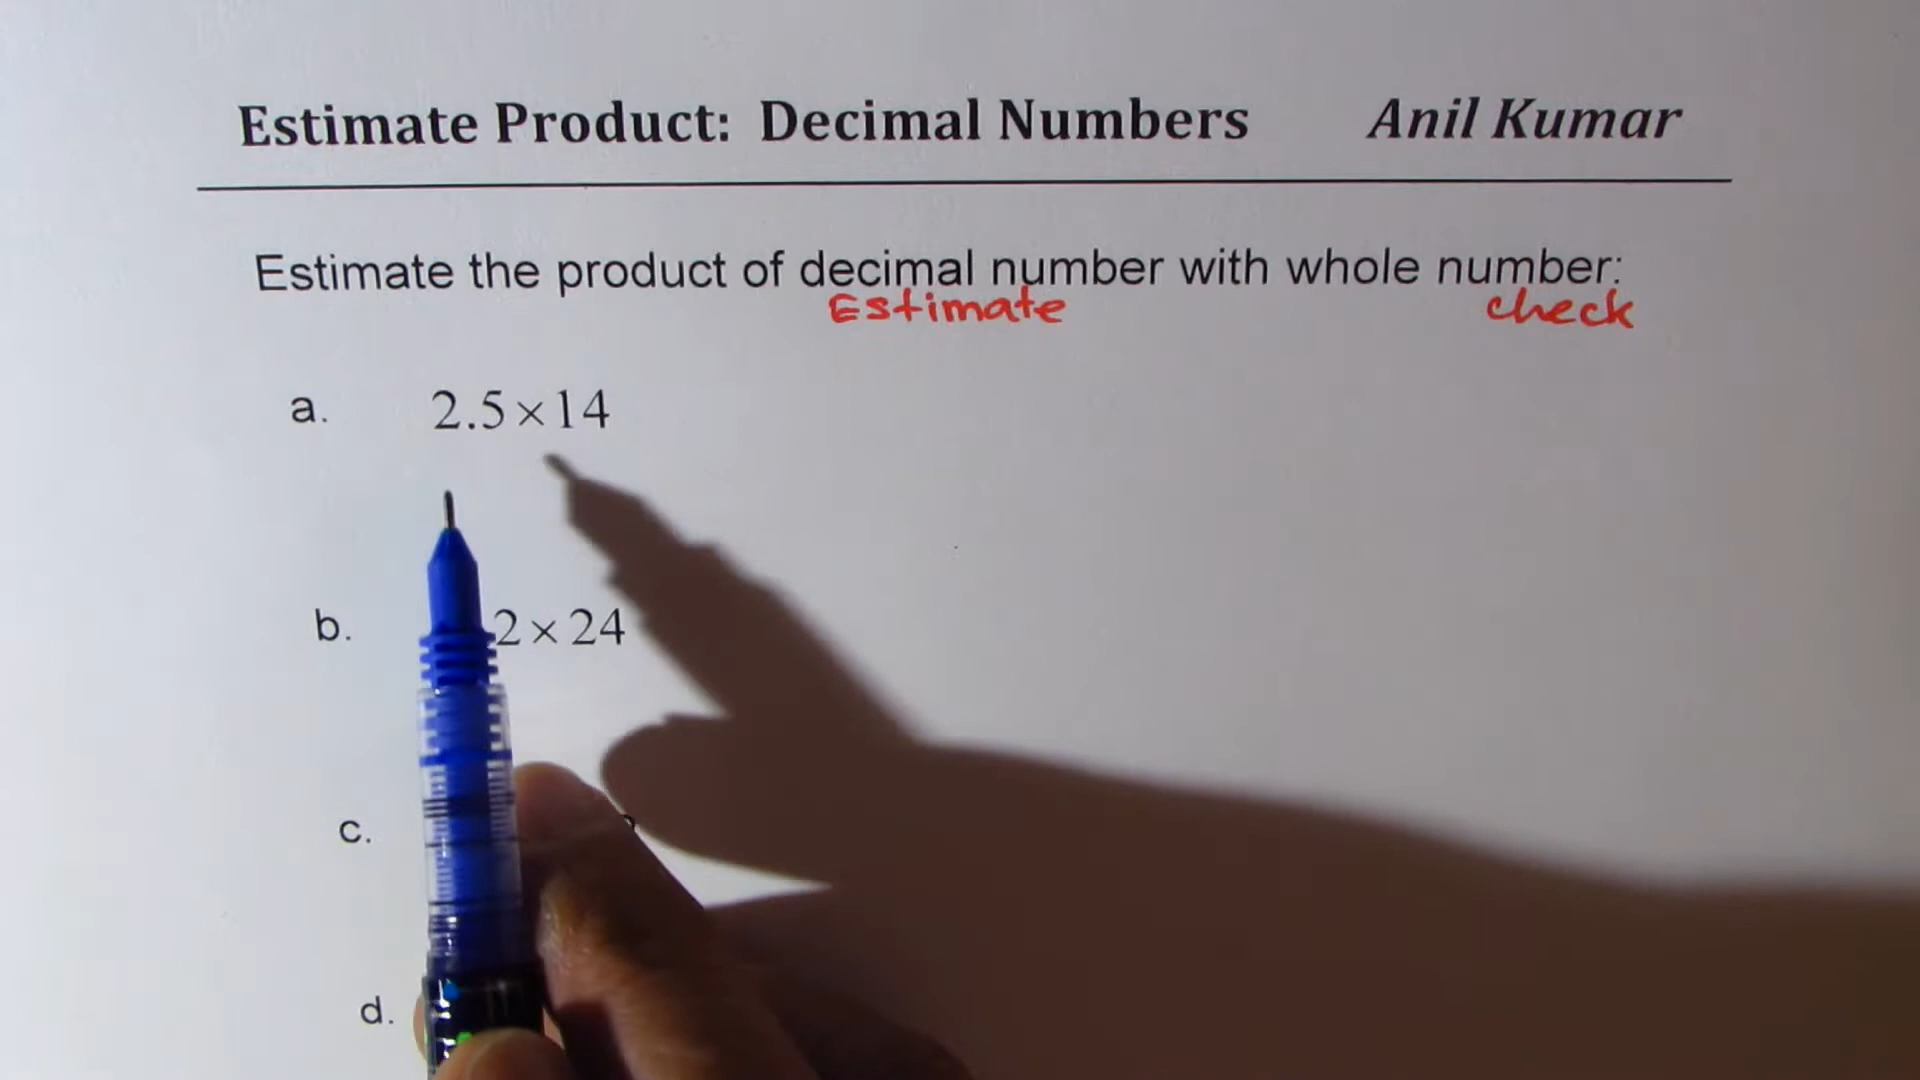 Estimate Product: Decimal Numbers Anil Kumar
Estimate the product of decimal number with whole number:
Estimate check
a. 2.5×14
b. 2×24
c.
d.